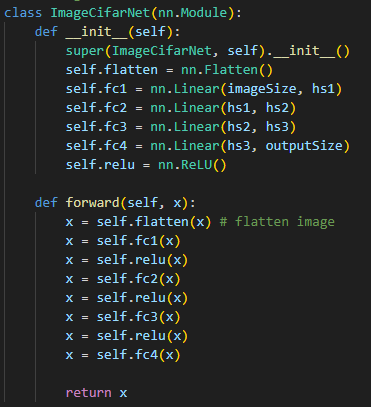 class ImageCifarNet(nn.Module):
    def __init__(self):
        super(ImageCifarNet, self).__init__()
        self.flatten = nn.Flatten()
        self.fc1 = nn.Linear(imageSize, hs1)
        self.fc2 = nn.Linear(hs1, hs2)
        self.fc3 = nn.Linear(hs2, hs3)
        self.fc4 = nn.Linear(hs3, outputSize)
        self.relu = nn.ReLU()

    def forward(self, x):
        x = self.flatten(x) # flatten image
        x = self.fc1(x)
        x = self.relu(x)
        x = self.fc2(x)
        x = self.relu(x)
        x = self.fc3(x)
        x = self.relu(x)
        x = self.fc4(x)

        return x